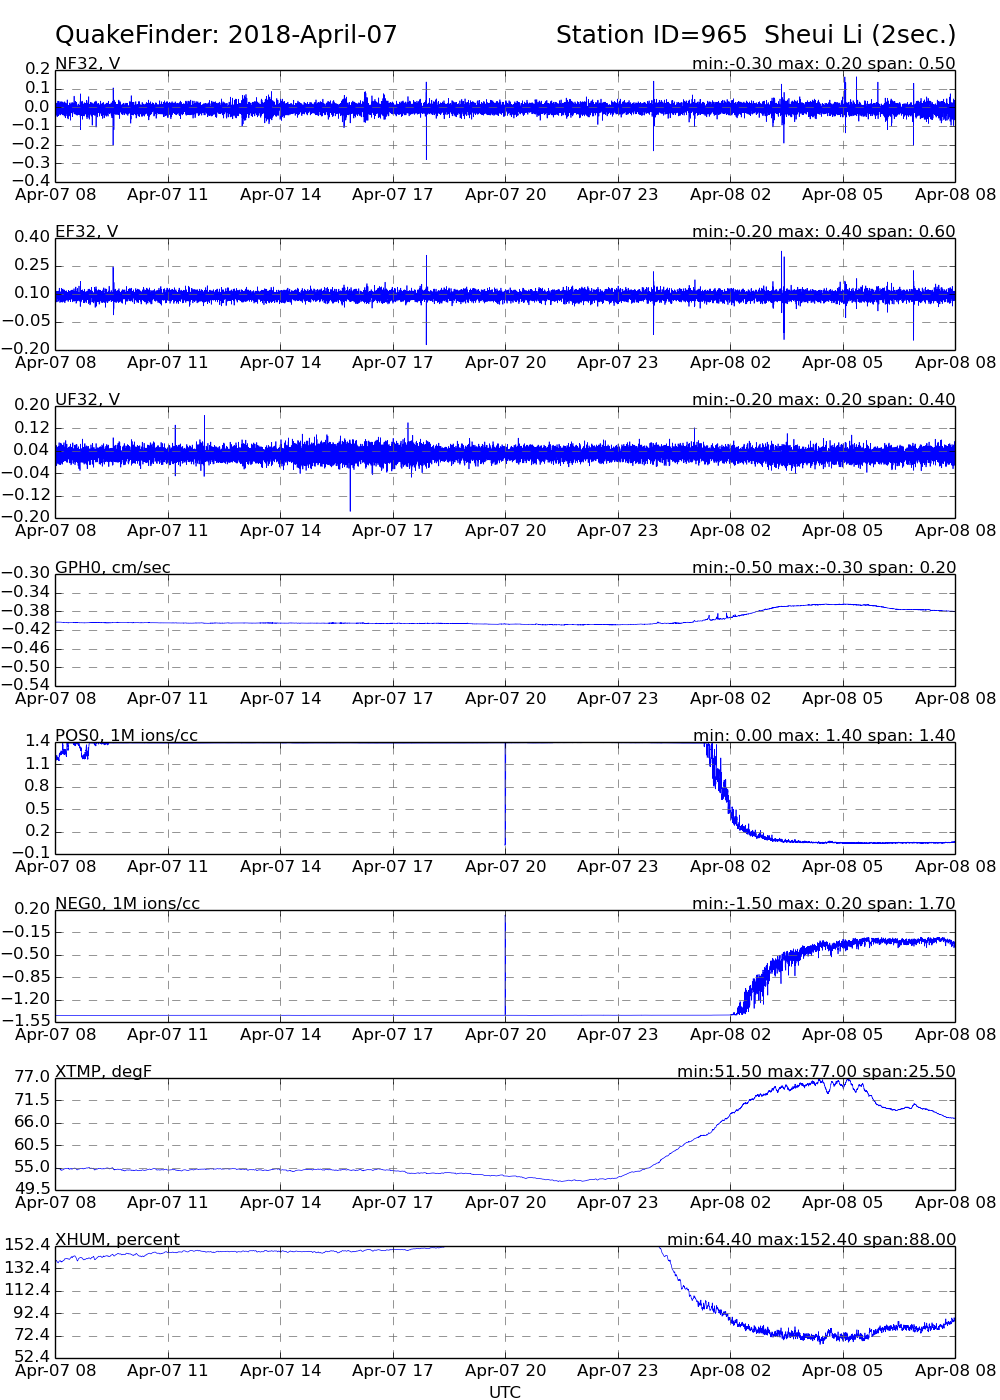 QuakeFinder: 2018-April-07 Station ID=965 Sheui Li (2sec.)
NF32, V min:-0.30 max: 0.20 span: 0.50
0.2
0.1
0.0
−0.1
−0.2
−0.3
−0.4
Apr-07 08 Apr-07 11 Apr-07 14 Apr-07 17 Apr-07 20 Apr-07 23 Apr-08 02 Apr-08 05 Apr-08 08
EF32, V min:-0.20 max: 0.40 span: 0.60
0.40
0.25
0.10
−0.05
−0.20
Apr-07 08 Apr-07 11 Apr-07 14 Apr-07 17 Apr-07 20 Apr-07 23 Apr-08 02 Apr-08 05 Apr-08 08
UF32, V min:-0.20 max: 0.20 span: 0.40
0.20
0.12
0.04
−0.04
−0.12
−0.20
Apr-07 08 Apr-07 11 Apr-07 14 Apr-07 17 Apr-07 20 Apr-07 23 Apr-08 02 Apr-08 05 Apr-08 08
GPH0, cm/sec min:-0.50 max:-0.30 span: 0.20
−0.30
−0.34
−0.38
−0.42
−0.46
−0.50
−0.54
Apr-07 08 Apr-07 11 Apr-07 14 Apr-07 17 Apr-07 20 Apr-07 23 Apr-08 02 Apr-08 05 Apr-08 08
POS0, 1M ions/cc min: 0.00 max: 1.40 span: 1.40
1.4
1.1
0.8
0.5
0.2
−0.1
Apr-07 08 Apr-07 11 Apr-07 14 Apr-07 17 Apr-07 20 Apr-07 23 Apr-08 02 Apr-08 05 Apr-08 08
NEG0, 1M ions/cc min:-1.50 max: 0.20 span: 1.70
0.20
−0.15
−0.50
−0.85
−1.20
−1.55
Apr-07 08 Apr-07 11 Apr-07 14 Apr-07 17 Apr-07 20 Apr-07 23 Apr-08 02 Apr-08 05 Apr-08 08
XTMP, degF min:51.50 max:77.00 span:25.50
77.0
71.5
66.0
60.5
55.0
49.5
Apr-07 08 Apr-07 11 Apr-07 14 Apr-07 17 Apr-07 20 Apr-07 23 Apr-08 02 Apr-08 05 Apr-08 08
XHUM, percent min:64.40 max:152.40 span:88.00
152.4
132.4
112.4
92.4
72.4
52.4
Apr-07 08 Apr-07 11 Apr-07 14 Apr-07 17 Apr-07 20 Apr-07 23 Apr-08 02 Apr-08 05 Apr-08 08
UTC